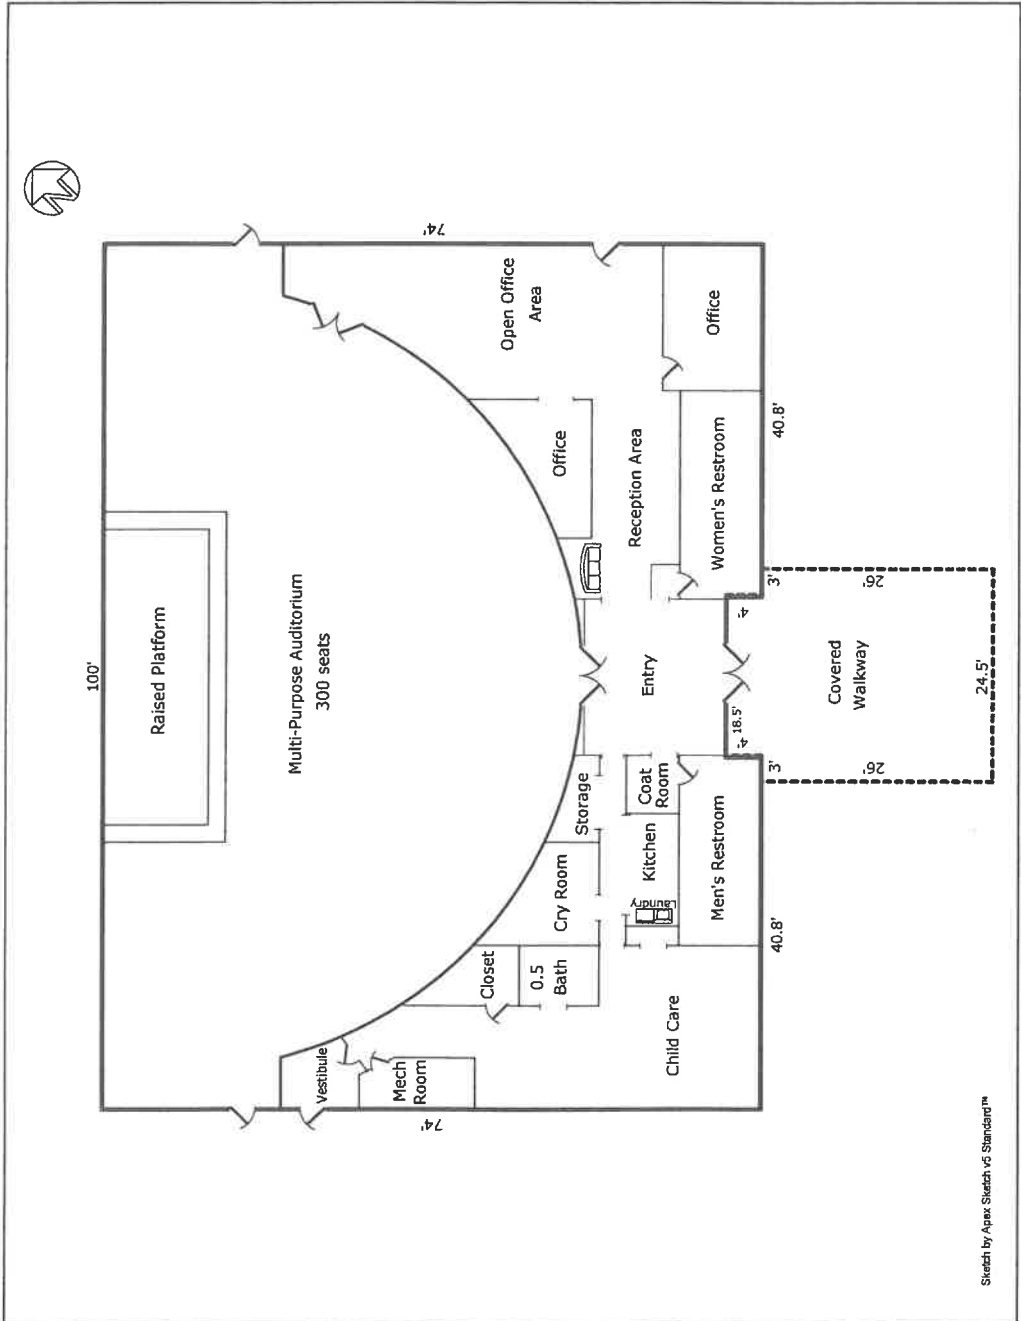 100'
Raised Platform
Multi-Purpose Auditorium
300 seats
74'
74'
Vestibule
Mech
Room
Closet
0.5
Bath
Cry Room
Storage
Child Care
Laundry
Kitchen
Coat
Room
Men's Restroom
Entry
Office
Open Office
Area
Reception Area
Women's Restroom
Office
40.8'
40.8'
3'
4'
18.5'
4'
3'
Covered
Walkway
26'
26'
24.5'
Sketch by Apex Sketch v5 Standard™